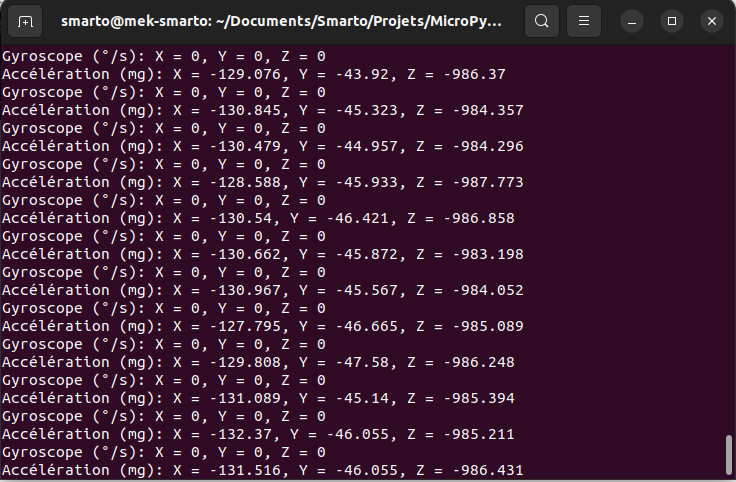 smarto@mek-smarto: ~/Documents/Smarto/Projets/MicroPy...
Gyroscope (°/s): X = 0, Y = 0, Z = 0
Accélération (mg): X = -129.076, Y = -43.92, Z = -986.37
Gyroscope (°/s): X = 0, Y = 0, Z = 0
Accélération (mg): X = -130.845, Y = -45.323, Z = -984.357
Gyroscope (°/s): X = 0, Y = 0, Z = 0
Accélération (mg): X = -130.479, Y = -44.957, Z = -984.296
Gyroscope (°/s): X = 0, Y = 0, Z = 0
Accélération (mg): X = -128.588, Y = -45.933, Z = -987.773
Gyroscope (°/s): X = 0, Y = 0, Z = 0
Accélération (mg): X = -130.54, Y = -46.421, Z = -986.858
Gyroscope (°/s): X = 0, Y = 0, Z = 0
Accélération (mg): X = -130.662, Y = -45.872, Z = -983.198
Gyroscope (°/s): X = 0, Y = 0, Z = 0
Accélération (mg): X = -130.967, Y = -45.567, Z = -984.052
Gyroscope (°/s): X = 0, Y = 0, Z = 0
Accélération (mg): X = -127.795, Y = -46.665, Z = -985.089
Gyroscope (°/s): X = 0, Y = 0, Z = 0
Accélération (mg): X = -129.808, Y = -47.58, Z = -986.248
Gyroscope (°/s): X = 0, Y = 0, Z = 0
Accélération (mg): X = -131.089, Y = -45.14, Z = -985.394
Gyroscope (°/s): X = 0, Y = 0, Z = 0
Accélération (mg): X = -132.37, Y = -46.055, Z = -985.211
Gyroscope (°/s): X = 0, Y = 0, Z = 0
Accélération (mg): X = -131.516, Y = -46.055, Z = -986.431